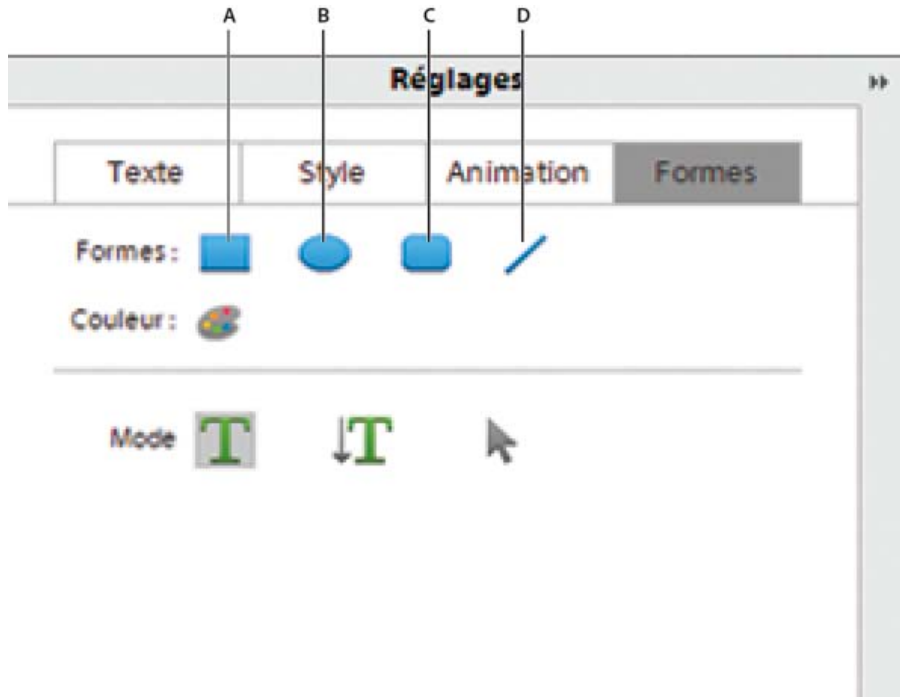 A B C D
Réglages
Texte Style Animation Formes
Formes :
Couleur :
Mode T T